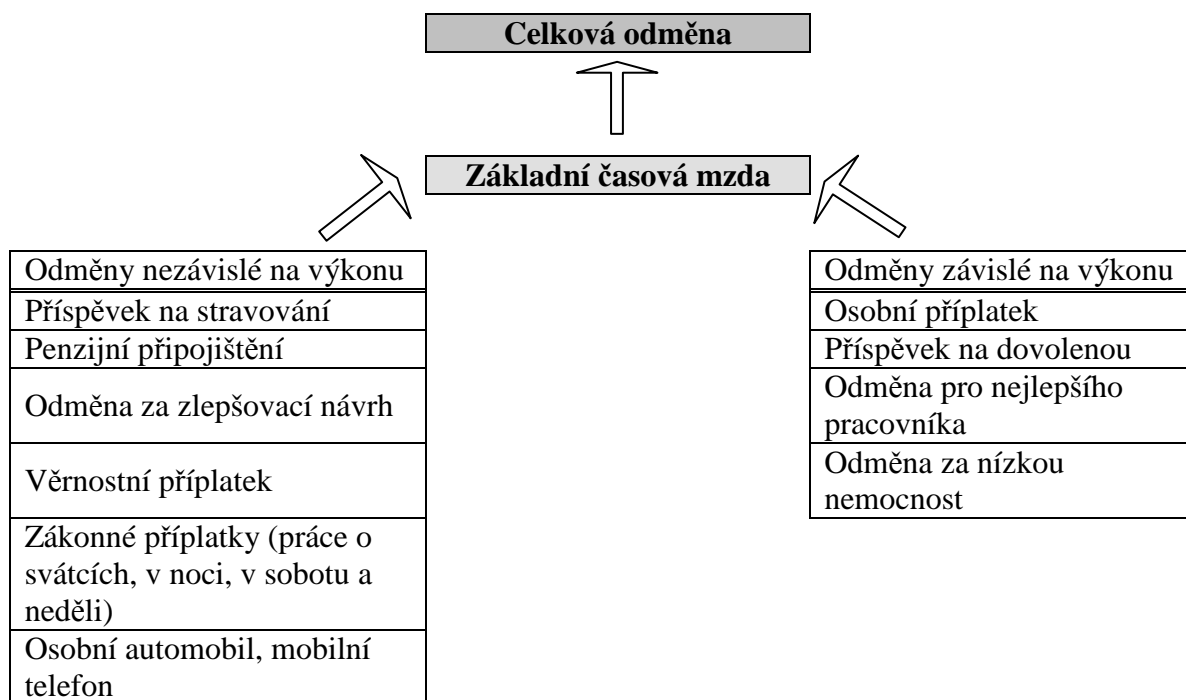 Celková odměna
Základní časová mzda
Odměny nezávislé na výkonu
Příspěvek na stravování
Penzijní připojištění
Odměna za zlepšovací návrh
Věrnostní příplatek
Zákonné příplatky (práce o
svátcích, v noci, v sobotu a
neděli)
Osobní automobil, mobilní
telefon
Odměny závislé na výkonu
Osobní příplatek
Příspěvek na dovolenou
Odměna pro nejlepšího
pracovníka
Odměna za nízkou
nemocnost